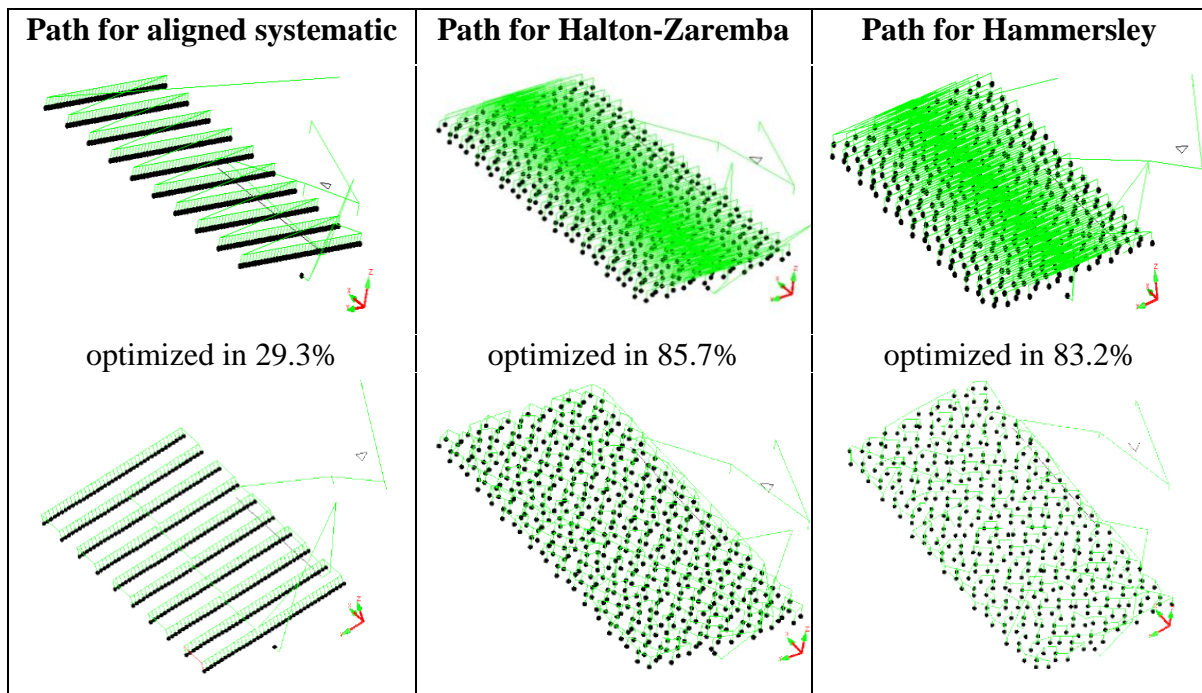 Path for aligned systematic
Path for Halton-Zaremba
Path for Hammersley
optimized in 29.3%
optimized in 85.7%
optimized in 83.2%